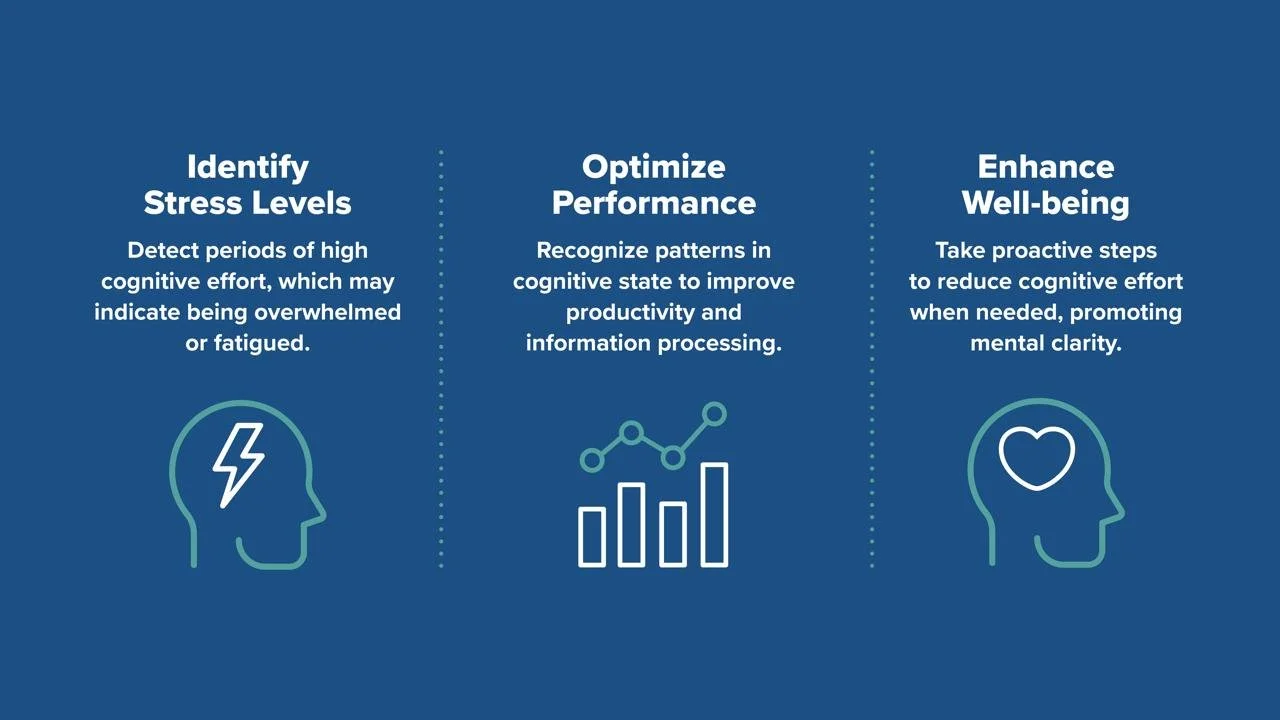 Identify
Stress Levels
Detect periods of high
cognitive effort, which may
indicate being overwhelmed
or fatigued.
Optimize
Performance
Recognize patterns in
cognitive state to improve
productivity and
information processing.
Enhance
Well-being
Take proactive steps
to reduce cognitive effort
when needed, promoting
mental clarity.